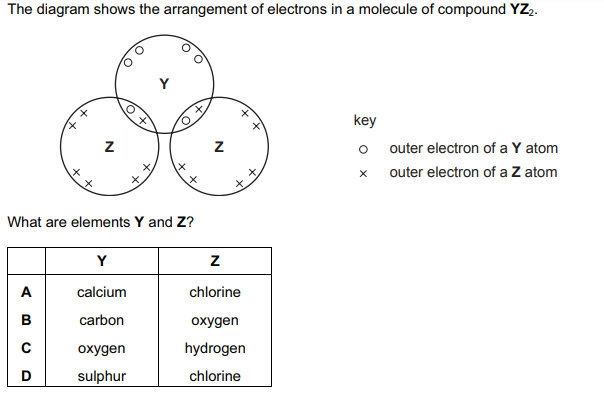 The diagram shows the arrangement of electrons in a molecule of compound YZ₂.
Y
Z Z
key
o outer electron of a Y atom
x outer electron of a Z atom
What are elements Y and Z?
Y Z
A calcium chlorine
B carbon oxygen
C oxygen hydrogen
D sulphur chlorine